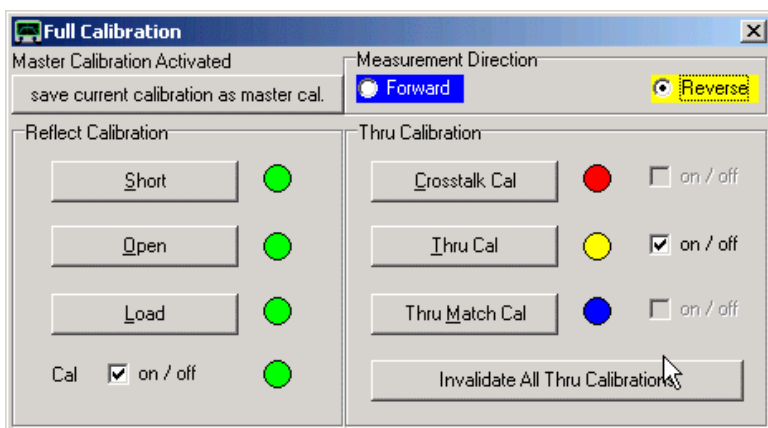 Full Calibration
Master Calibration Activated
save current calibration as master cal.
Measurement Direction
Forward
Reverse
Reflect Calibration
Short
Open
Load
Cal
on / off
Thru Calibration
Crosstalk Cal
on / off
Thru Cal
on / off
Thru Match Cal
on / off
Invalidate All Thru Calibrations